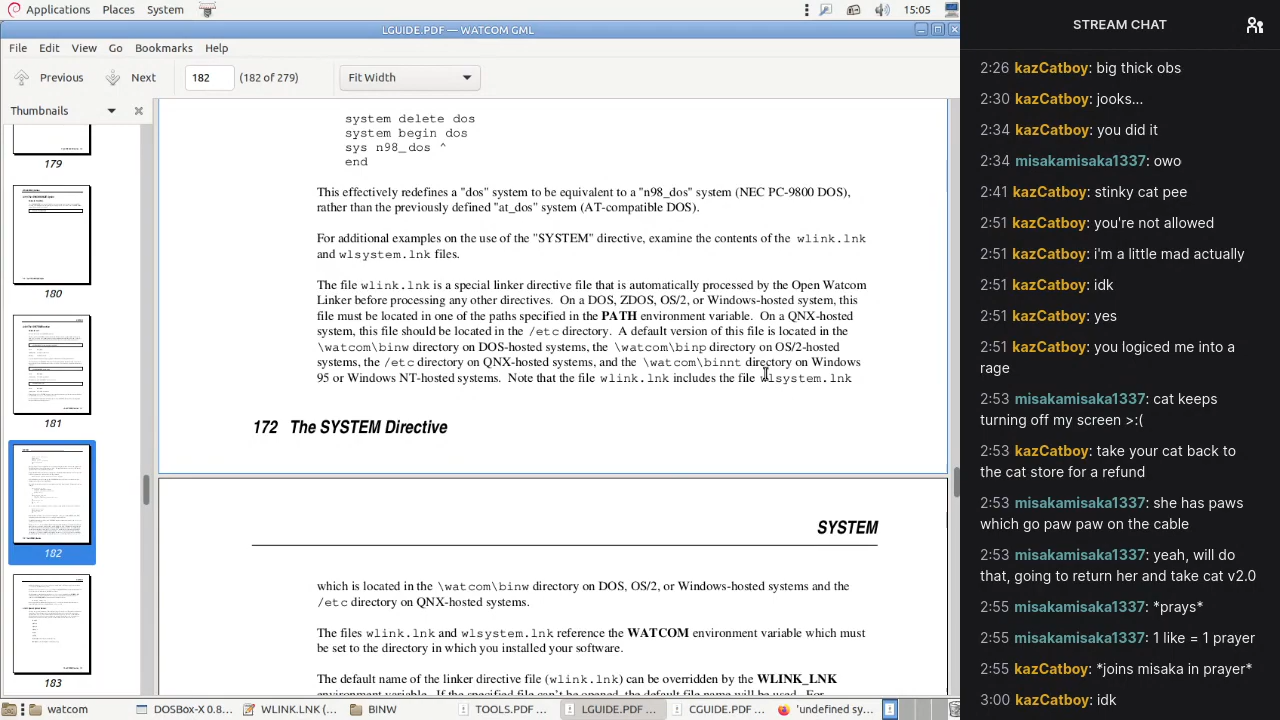 Applications Places System 15:05
LGUIDE.PDF — WATCOM GML
File Edit View Go Bookmarks Help
Previous Next 182 (182 of 279) Fit Width
Thumbnails
179
180
181
182
183
system delete dos
system begin dos
sys n98_dos ^
end
This effectively redefines a "dos" system to be equivalent to a "n98_dos" system (NEC PC-9800 DOS),
rather than the previously defined "at_dos" system (AT-compatible DOS).
For additional examples on the use of the "SYSTEM" directive, examine the contents of the wlink.lnk
and wlsystem.lnk files.
The file wlink.lnk is a special linker directive file that is automatically processed by the Open Watcom
Linker before processing any other directives. On a DOS, ZDOS, OS/2, or Windows-hosted system, this
file must be located in one of the paths specified in the PATH environment variable. On a QNX-hosted
system, this file should be located in the /etc directory. A default version of this file is located in the
\watcom\binw directory on DOS-hosted systems, the \watcom\binp directory on OS/2-hosted
systems, the /etc directory on QNX-hosted systems, and the \watcom\binnt directory on Windows
95 or Windows NT-hosted systems. Note that the file wlink.lnk includes the file wlsystem.lnk
172 The SYSTEM Directive
SYSTEM
which is located in the \watcom\binw directory on DOS, OS/2, or Windows-hosted systems and the
/etc directory on QNX-hosted systems.
The files wlink.lnk and wlsystem.lnk reference the WATCOM environment variable which must
be set to the directory in which you installed your software.
The default name of the linker directive file (wlink.lnk) can be overridden by the WLINK_LNK
environment variable. If the specified file can't be opened, the default file name will be used. For
watcom DOSBOX-X 0.8... WLINK.LNK (... BINW TOOLS.PDF ... LGUIDE.PDF ... CGUIDE.PDF ... 'undefined sy...
STREAM CHAT
2:26 kazCatboy: big thick obs
2:30 kazCatboy: jooks...
2:34 kazCatboy: you did it
2:34 misakamisaka1337: owo
2:41 kazCatboy: stinky cat pee
2:51 kazCatboy: you're not allowed
2:51 kazCatboy: i'm a little mad actually
2:51 kazCatboy: idk
2:51 kazCatboy: yes
2:51 kazCatboy: you logiced me into a
rage
2:53 misakamisaka1337: cat keeps
turning off my screen >:(
2:53 kazCatboy: take your cat back to
the cat store for a refund
2:53 misakamisaka1337: she has paws
which go paw paw on the cable
2:53 misakamisaka1337: yeah, will do
that, going to return her and take cat v2.0
2:55 misakamisaka1337: *prays*
2:55 misakamisaka1337: 1 like = 1 prayer
2:55 kazCatboy: *joins misaka in prayer*
3:00 kazCatboy: idk